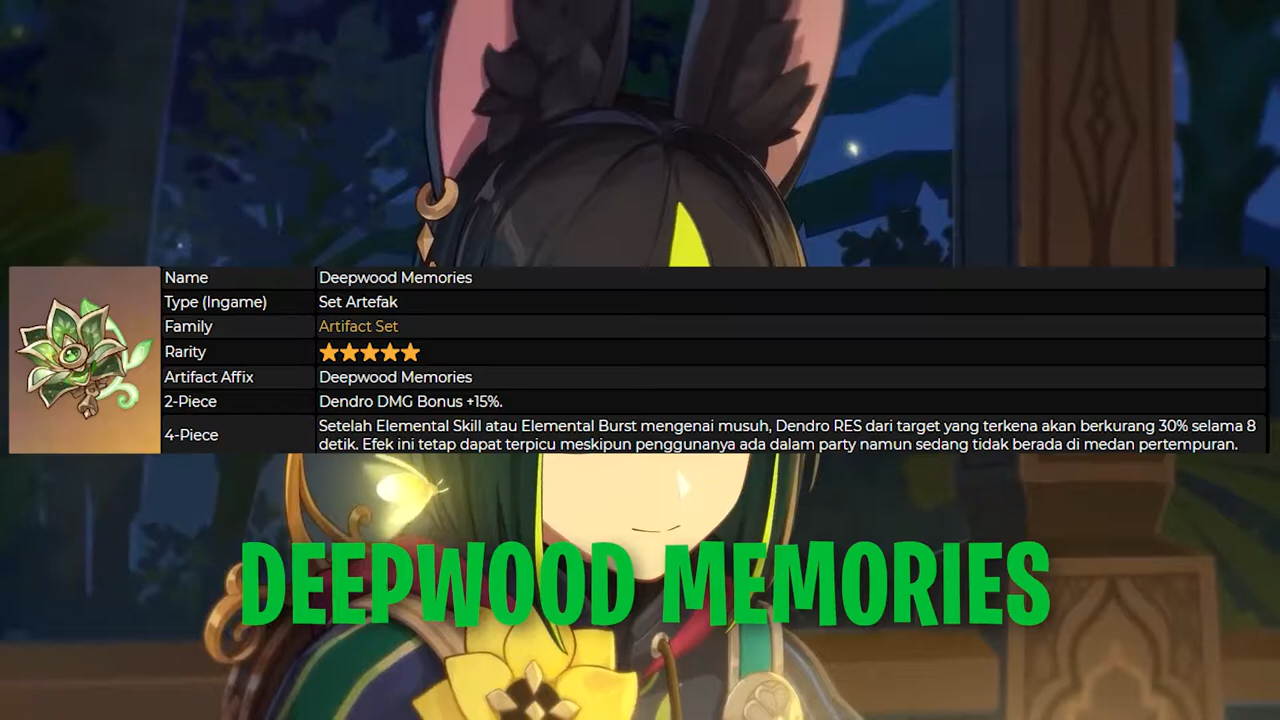 Name Deepwood Memories
Type (Ingame) Set Artefak
Family Artifact Set
Rarity
Artifact Affix Deepwood Memories
2-Piece Dendro DMG Bonus +15%.
4-Piece Setelah Elemental Skill atau Elemental Burst mengenai musuh, Dendro RES dari target yang terkena akan berkurang 30% selama 8
detik. Efek ini tetap dapat terpicu meskipun penggunanya ada dalam party namun sedang tidak berada di medan pertempuran.
DEEPWOOD MEMORIES